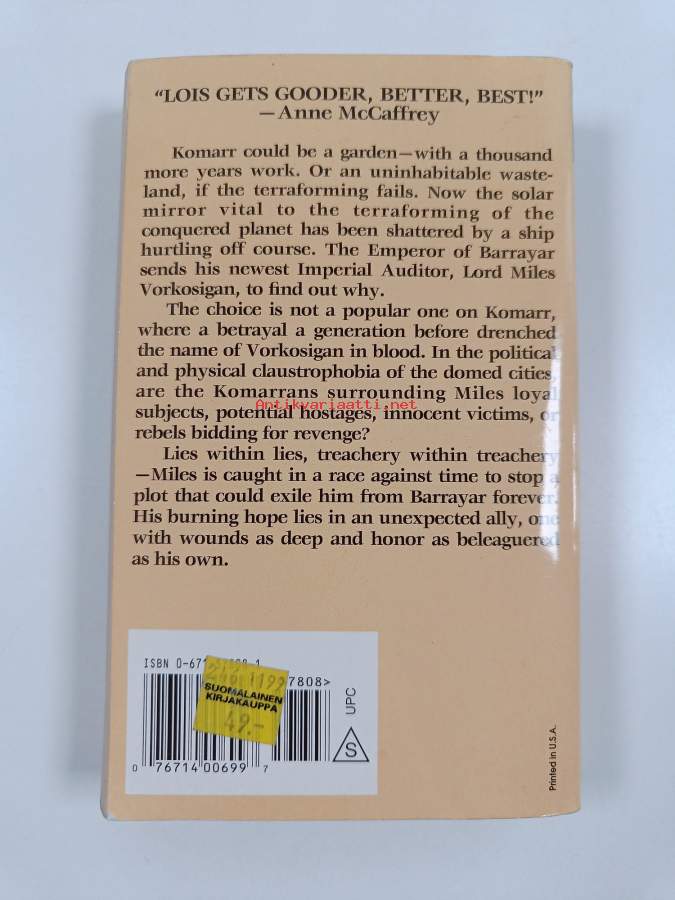 “LOIS GETS GOODER, BETTER, BEST!”
—Anne McCaffrey
Komarr could be a garden—with a thousand
more years work. Or an uninhabitable waste-
land, if the terraforming fails. Now the solar
mirror vital to the terraforming of the
conquered planet has been shattered by a ship
hurtling off course. The Emperor of Barrayar
sends his newest Imperial Auditor, Lord Miles
Vorkosigan, to find out why.
The choice is not a popular one on Komarr,
where a betrayal a generation before drenched
the name of Vorkosigan in blood. In the political
and physical claustrophobia of the domed cities,
are the Komarrans surrounding Miles loyal
subjects, potential hostages, innocent victims, or
rebels bidding for revenge?
Antikvariaatti.net
Lies within lies, treachery within treachery
—Miles is caught in a race against time to stop a
plot that could exile him from Barrayar forever.
His burning hope lies in an unexpected ally, one
with wounds as deep and honor as beleaguered
as his own.
ISBN 0-671
7808>
SUOMALAINEN
KIRJAKAUPPA
49.-
UPC
S
0 76714 00699 7
Printed in U.S.A.